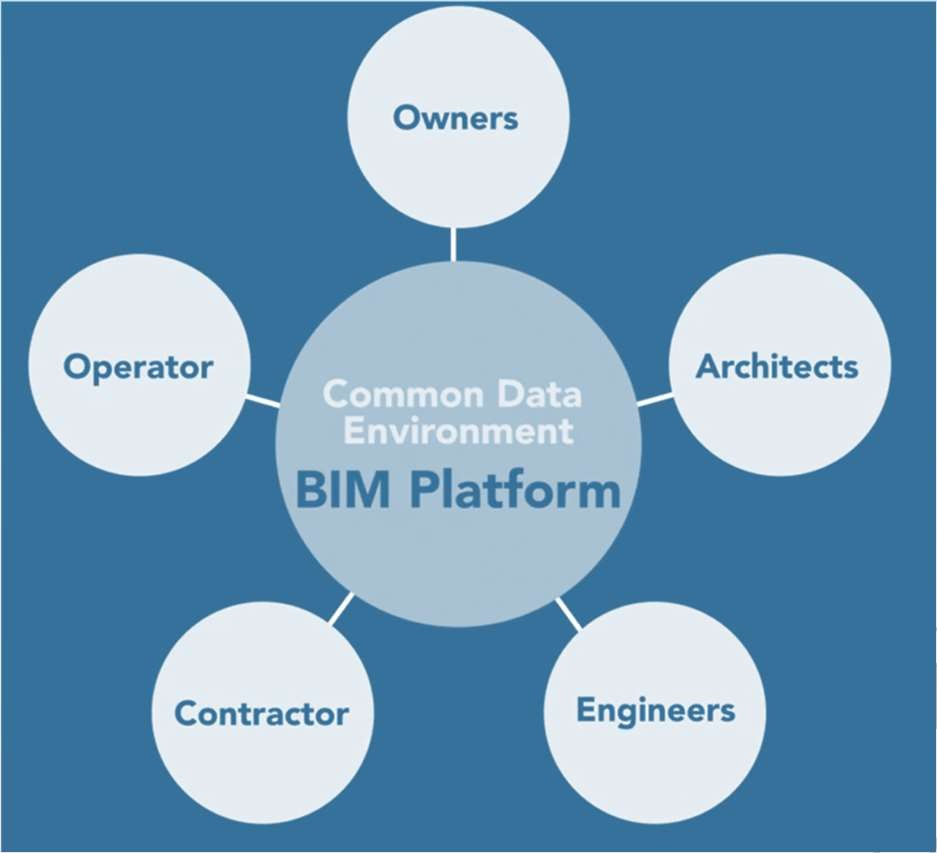 Owners
Operator
Architects
Common Data
Environment
BIM Platform
Contractor
Engineers